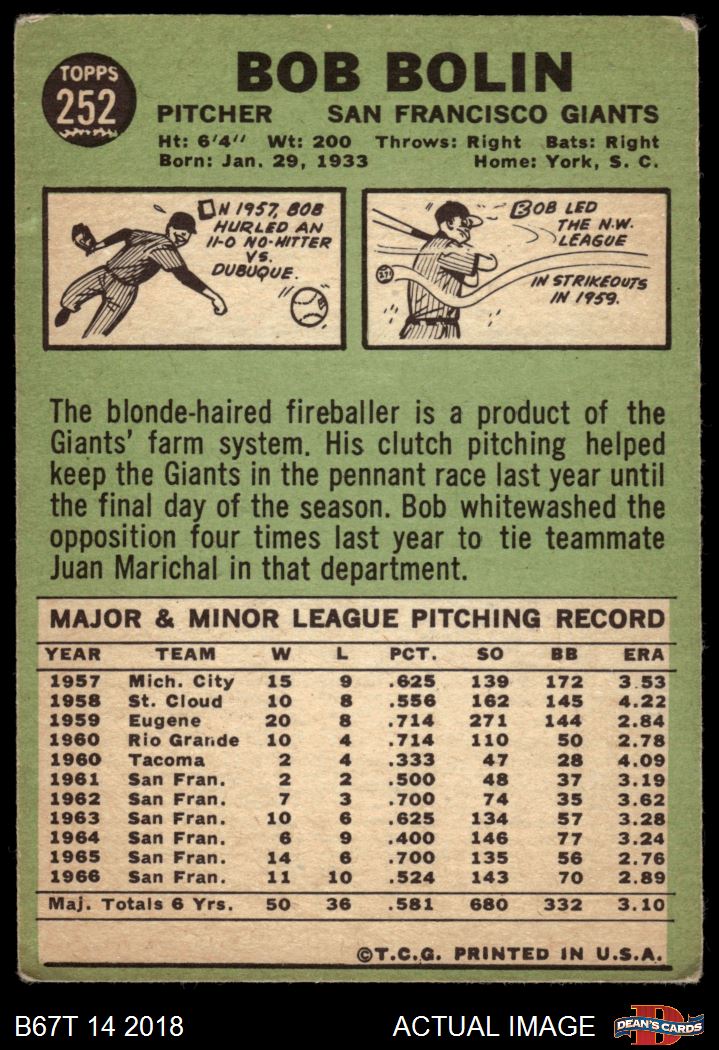 TOPPS
252
BOB BOLIN
PITCHER SAN FRANCISCO GIANTS
Ht: 6'4" Wt: 200 Throws: Right Bats: Right
Born: Jan. 29, 1933 Home: York, S. C.
ON 1957, BOB
HURLED AN
11-0 NO-HITTER
VS.
DUBUQUE.
BOB LED
THE N.W.
LEAGUE
IN STRIKEOUTS
IN 1959.
271
The blonde-haired fireballer is a product of the
Giants' farm system. His clutch pitching helped
keep the Giants in the pennant race last year until
the final day of the season. Bob whitewashed the
opposition four times last year to tie teammate
Juan Marichal in that department.
MAJOR & MINOR LEAGUE PITCHING RECORD
YEAR TEAM W L PCT. SO BB ERA
1957 Mich. City 15 9 .625 139 172 3.53
1958 St. Cloud 10 8 .556 162 145 4.22
1959 Eugene 20 8 .714 271 144 2.84
1960 Rio Grande 10 4 .714 110 50 2.78
1960 Tacoma 2 4 .333 47 28 4.09
1961 San Fran. 2 2 .500 48 37 3.19
1962 San Fran. 7 3 .700 74 35 3.62
1963 San Fran. 10 6 .625 134 57 3.28
1964 San Fran. 6 9 .400 146 77 3.24
1965 San Fran. 14 6 .700 135 56 2.76
1966 San Fran. 11 10 .524 143 70 2.89
Maj. Totals 6 Yrs. 50 36 .581 680 332 3.10
©T.C.G. PRINTED IN U.S.A.
B67T 14 2018 ACTUAL IMAGE
D
DEAN'S CARDS